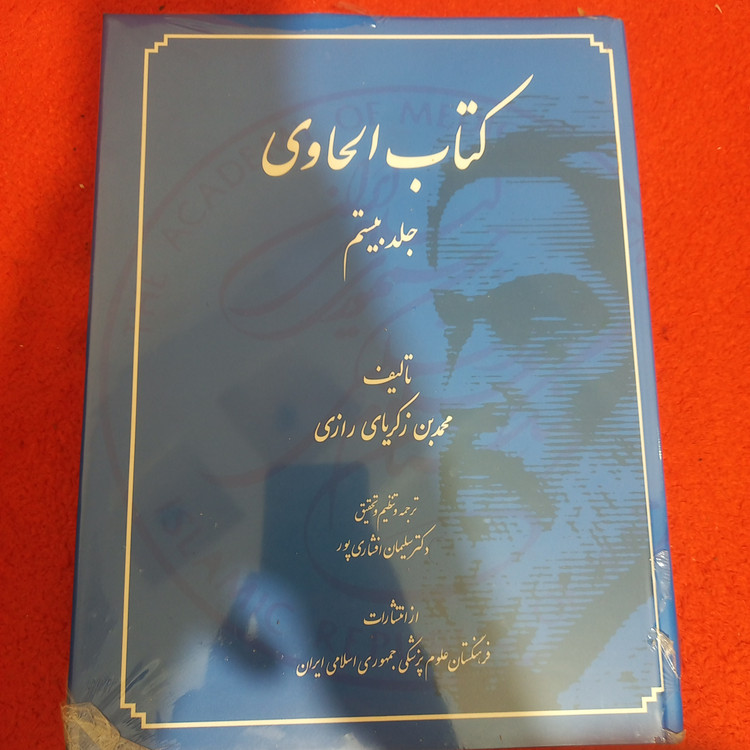 کتاب الحاوی
جلد بیستم
تألیف
محمد بن زکریای رازی
ترجمه و تنظیم و تحقیق
دکتر سلیمان افشاری پور
از انتشارات
فرهنگستان علوم پزشکی جمهوری اسلامی ایران